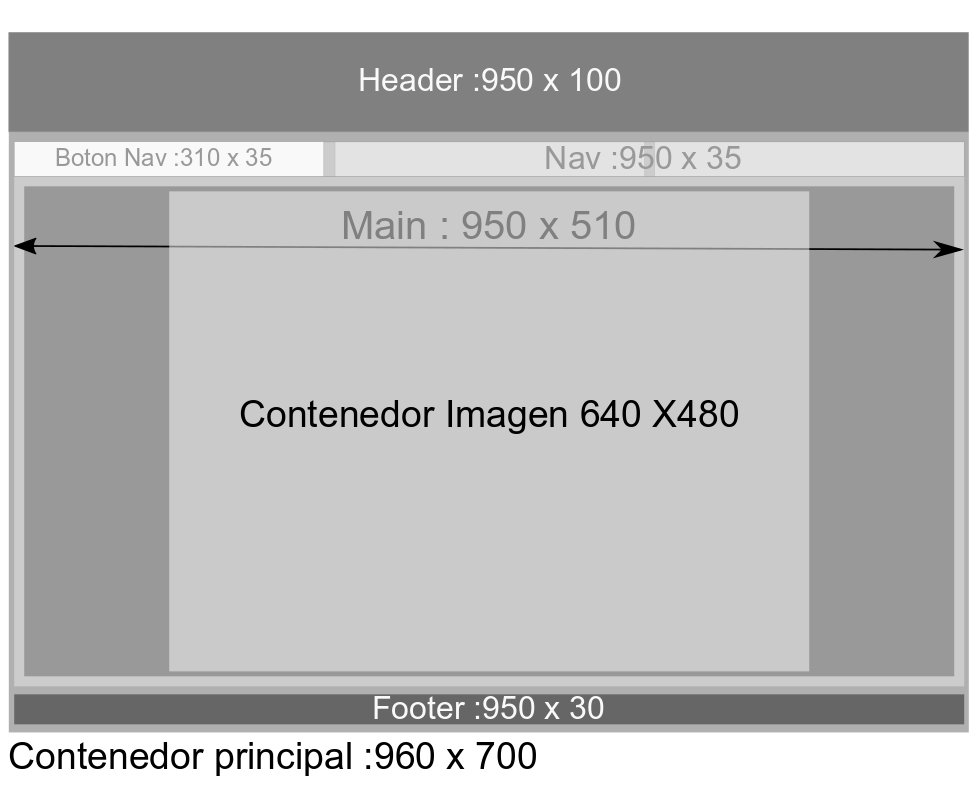 Header :950 x 100
Boton Nav :310 x 35
Nav :950 x 35
Main : 950 x 510
Contenedor Imagen 640 X480
Footer :950 x 30
Contenedor principal :960 x 700